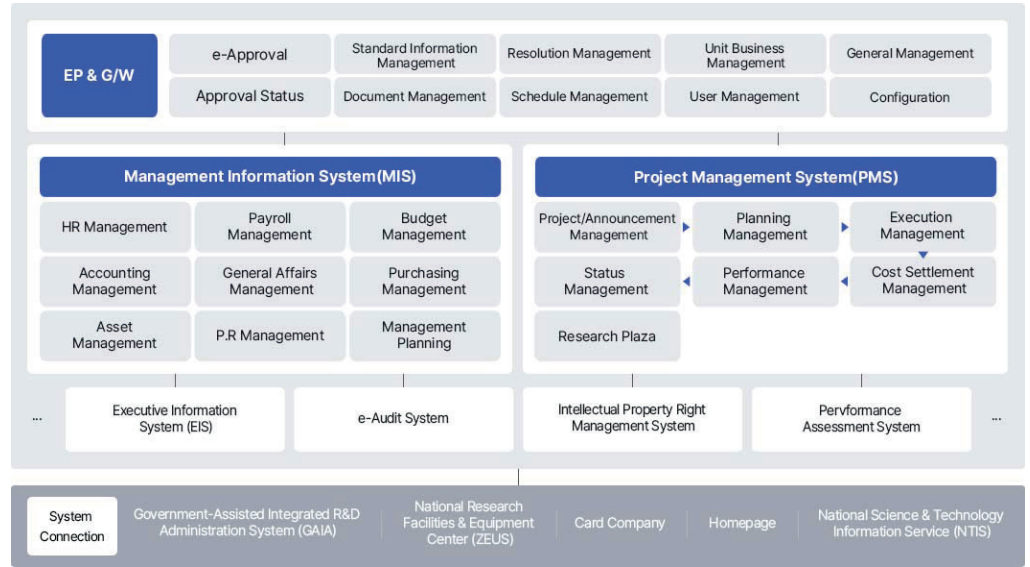 EP & G/W
e-Approval
Standard Information
Management
Resolution Management
Unit Business
Management
General Management
Approval Status
Document Management
Schedule Management
User Management
Configuration
Management Information System(MIS)
HR Management
Payroll
Management
Budget
Management
Accounting
Management
General Affairs
Management
Purchasing
Management
Asset
Management
P.R Management
Management
Planning
Project Management System(PMS)
Project/Announcement
Management
Planning
Management
Execution
Management
Status
Management
Performance
Management
Cost Settlement
Management
Research Plaza
...
Executive Information
System (EIS)
e-Audit System
Intellectual Property Right
Management System
Pervformance
Assessment System
...
System
Connection
Government-Assisted Integrated R&D
Administration System (GAIA)
National Research
Facilities & Equipment
Center (ZEUS)
Card Company
Homepage
National Science & Technology
Information Service (NTIS)